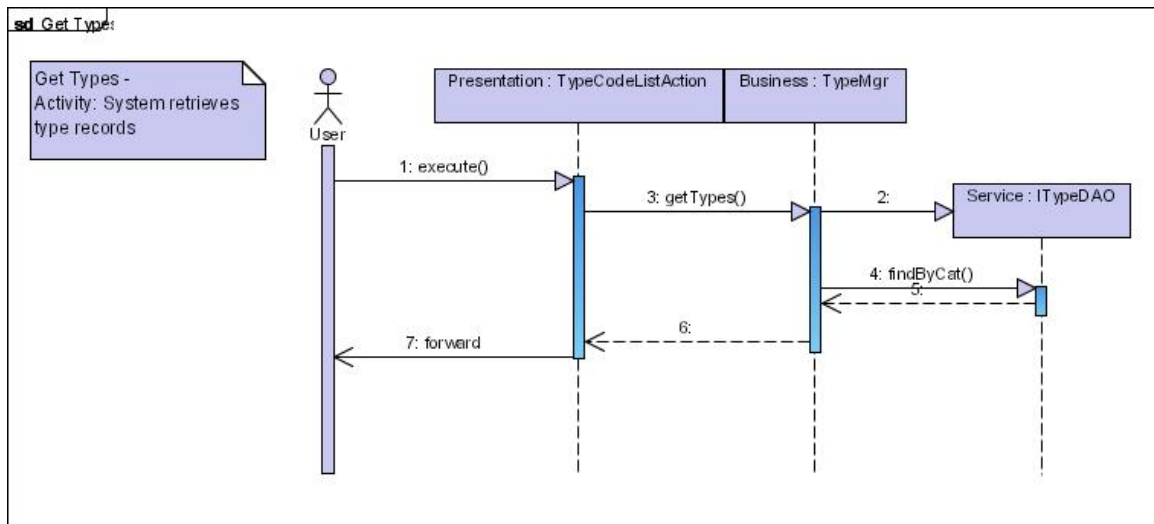 sd Get Types
Get Types -
Activity: System retrieves
type records
User
Presentation : TypeCodeListAction
Business : TypeMgr
1: execute()
3: getTypes()
2:
Service : ITypeDAO
4: findByCat()
5:
6:
7: forward